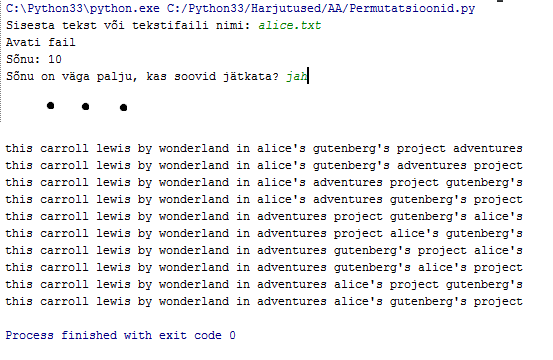 C:\Python33\python.exe C:/Python33/Harjutused/AA/Permutatsioonid.py
Sisesta tekst või tekstifaili nimi: alice.txt
Avati fail
Sõnu: 10
Sõnu on väga palju, kas soovid jätkata? jah
this carroll lewis by wonderland in alice's gutenberg's project adventures
this carroll lewis by wonderland in alice's gutenberg's adventures project
this carroll lewis by wonderland in alice's adventures project gutenberg's
this carroll lewis by wonderland in alice's adventures gutenberg's project
this carroll lewis by wonderland in adventures project gutenberg's alice's
this carroll lewis by wonderland in adventures project alice's gutenberg's
this carroll lewis by wonderland in adventures gutenberg's project alice's
this carroll lewis by wonderland in adventures gutenberg's alice's project
this carroll lewis by wonderland in adventures alice's project gutenberg's
this carroll lewis by wonderland in adventures alice's gutenberg's project
Process finished with exit code 0